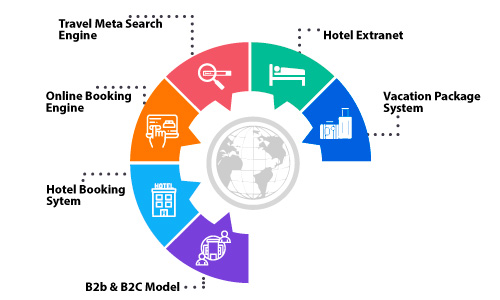 Travel Meta Search
Engine
Hotel Extranet
Online Booking
Engine
Vacation Package
System
HOTEL
Hotel Booking
Sytem
B2b & B2C Model